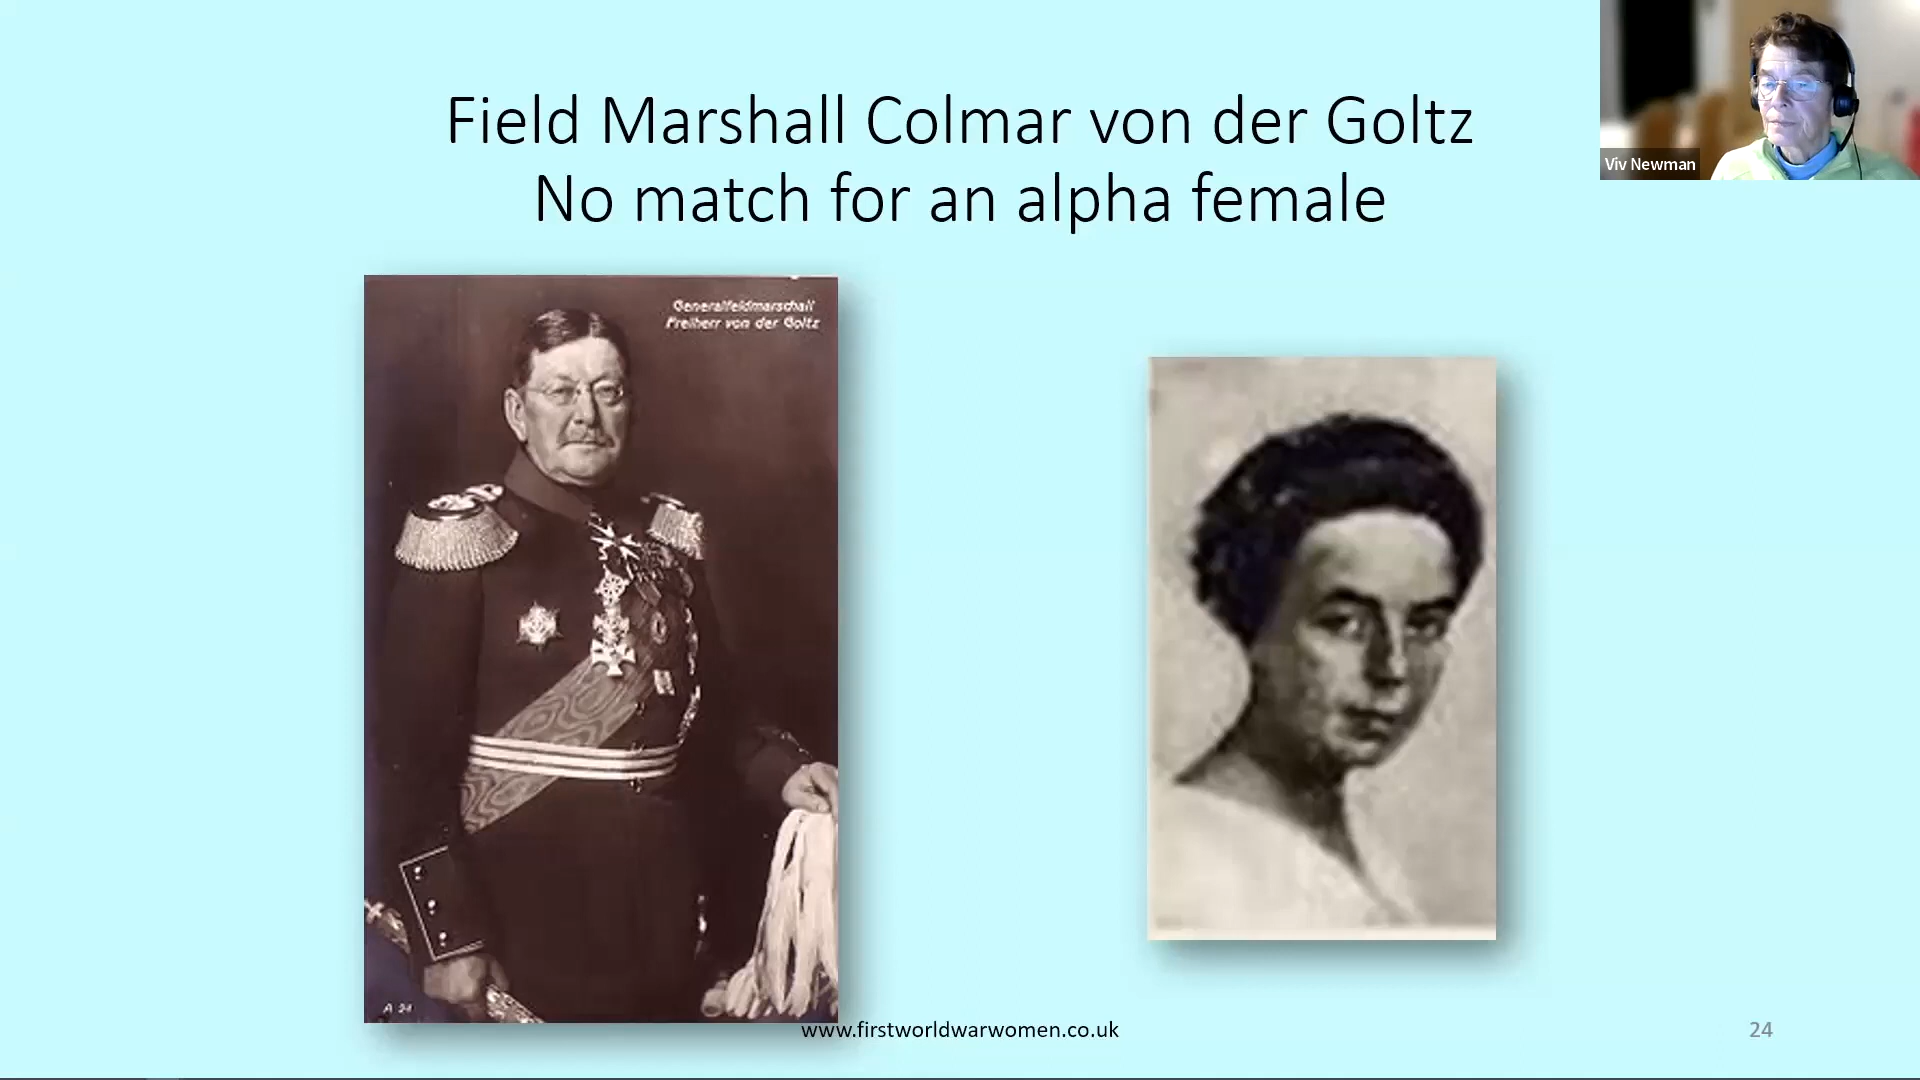 Field Marshall Colmar von der Goltz
No match for an alpha female
Viv Newman
Generalfeldmarschall
Freiherr von der Goltz
www.firstworldwarwomen.co.uk
24